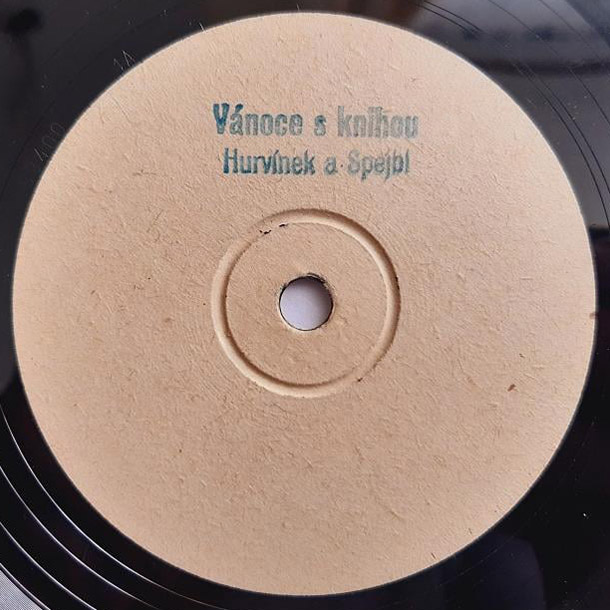 Vánoce s knihou
Hurvínek a Spejbl